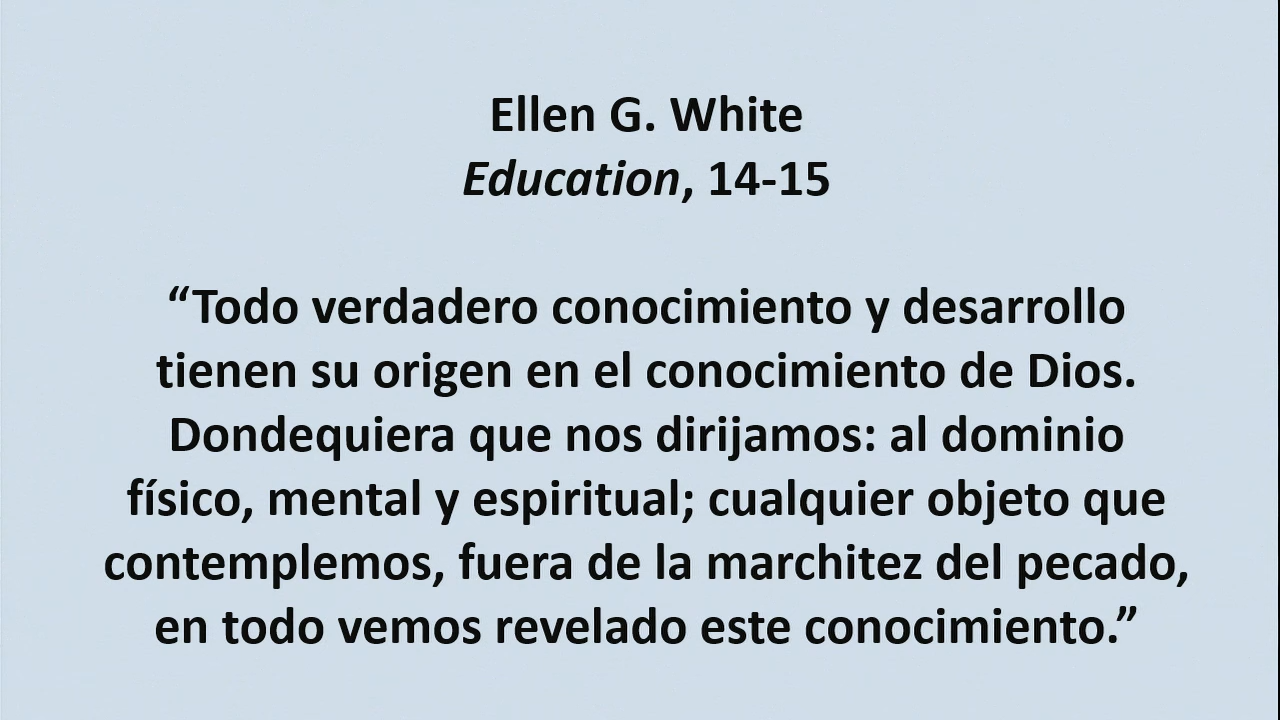 Ellen G. White
Education, 14-15
“Todo verdadero conocimiento y desarrollo
tienen su origen en el conocimiento de Dios.
Dondequiera que nos dirijamos: al dominio
físico, mental y espiritual; cualquier objeto que
contemplemos, fuera de la marchitez del pecado,
en todo vemos revelado este conocimiento.”